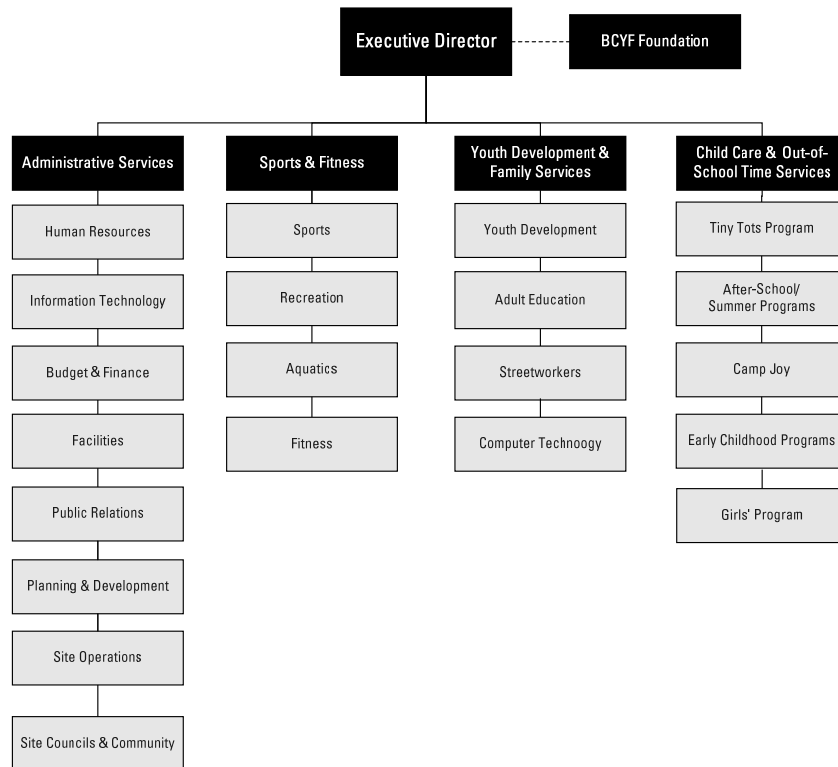 Executive Director
BCYF Foundation
Administrative Services
Human Resources
Information Technology
Budget & Finance
Facilities
Public Relations
Planning & Development
Site Operations
Site Councils & Community
Sports & Fitness
Sports
Recreation
Aquatics
Fitness
Youth Development &
Family Services
Youth Development
Adult Education
Streetworkers
Computer Technoogy
Child Care & Out-of-
School Time Services
Tiny Tots Program
After-School/
Summer Programs
Camp Joy
Early Childhood Programs
Girls' Program